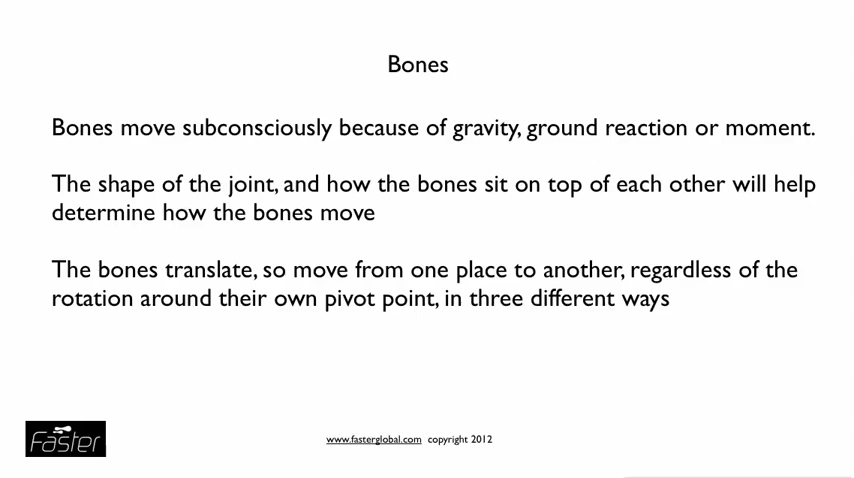 Bones
Bones move subconsciously because of gravity, ground reaction or moment.
The shape of the joint, and how the bones sit on top of each other will help
determine how the bones move
The bones translate, so move from one place to another, regardless of the
rotation around their own pivot point, in three different ways
Faster
www.fasterglobal.com copyright 2012